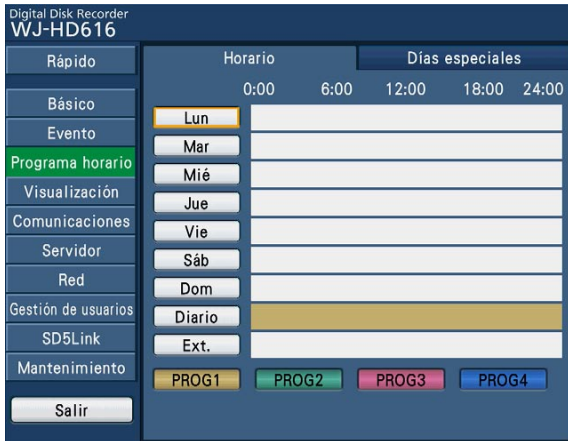 Digital Disk Recorder
WJ-HD616
Rápido
Básico
Evento
Programa horario
Visualización
Comunicaciones
Servidor
Red
Gestión de usuarios
SD5Link
Mantenimiento
Salir
Horario
Días especiales
0:00 6:00 12:00 18:00 24:00
Lun
Mar
Mié
Jue
Vie
Sáb
Dom
Diario
Ext.
PROG1 PROG2 PROG3 PROG4